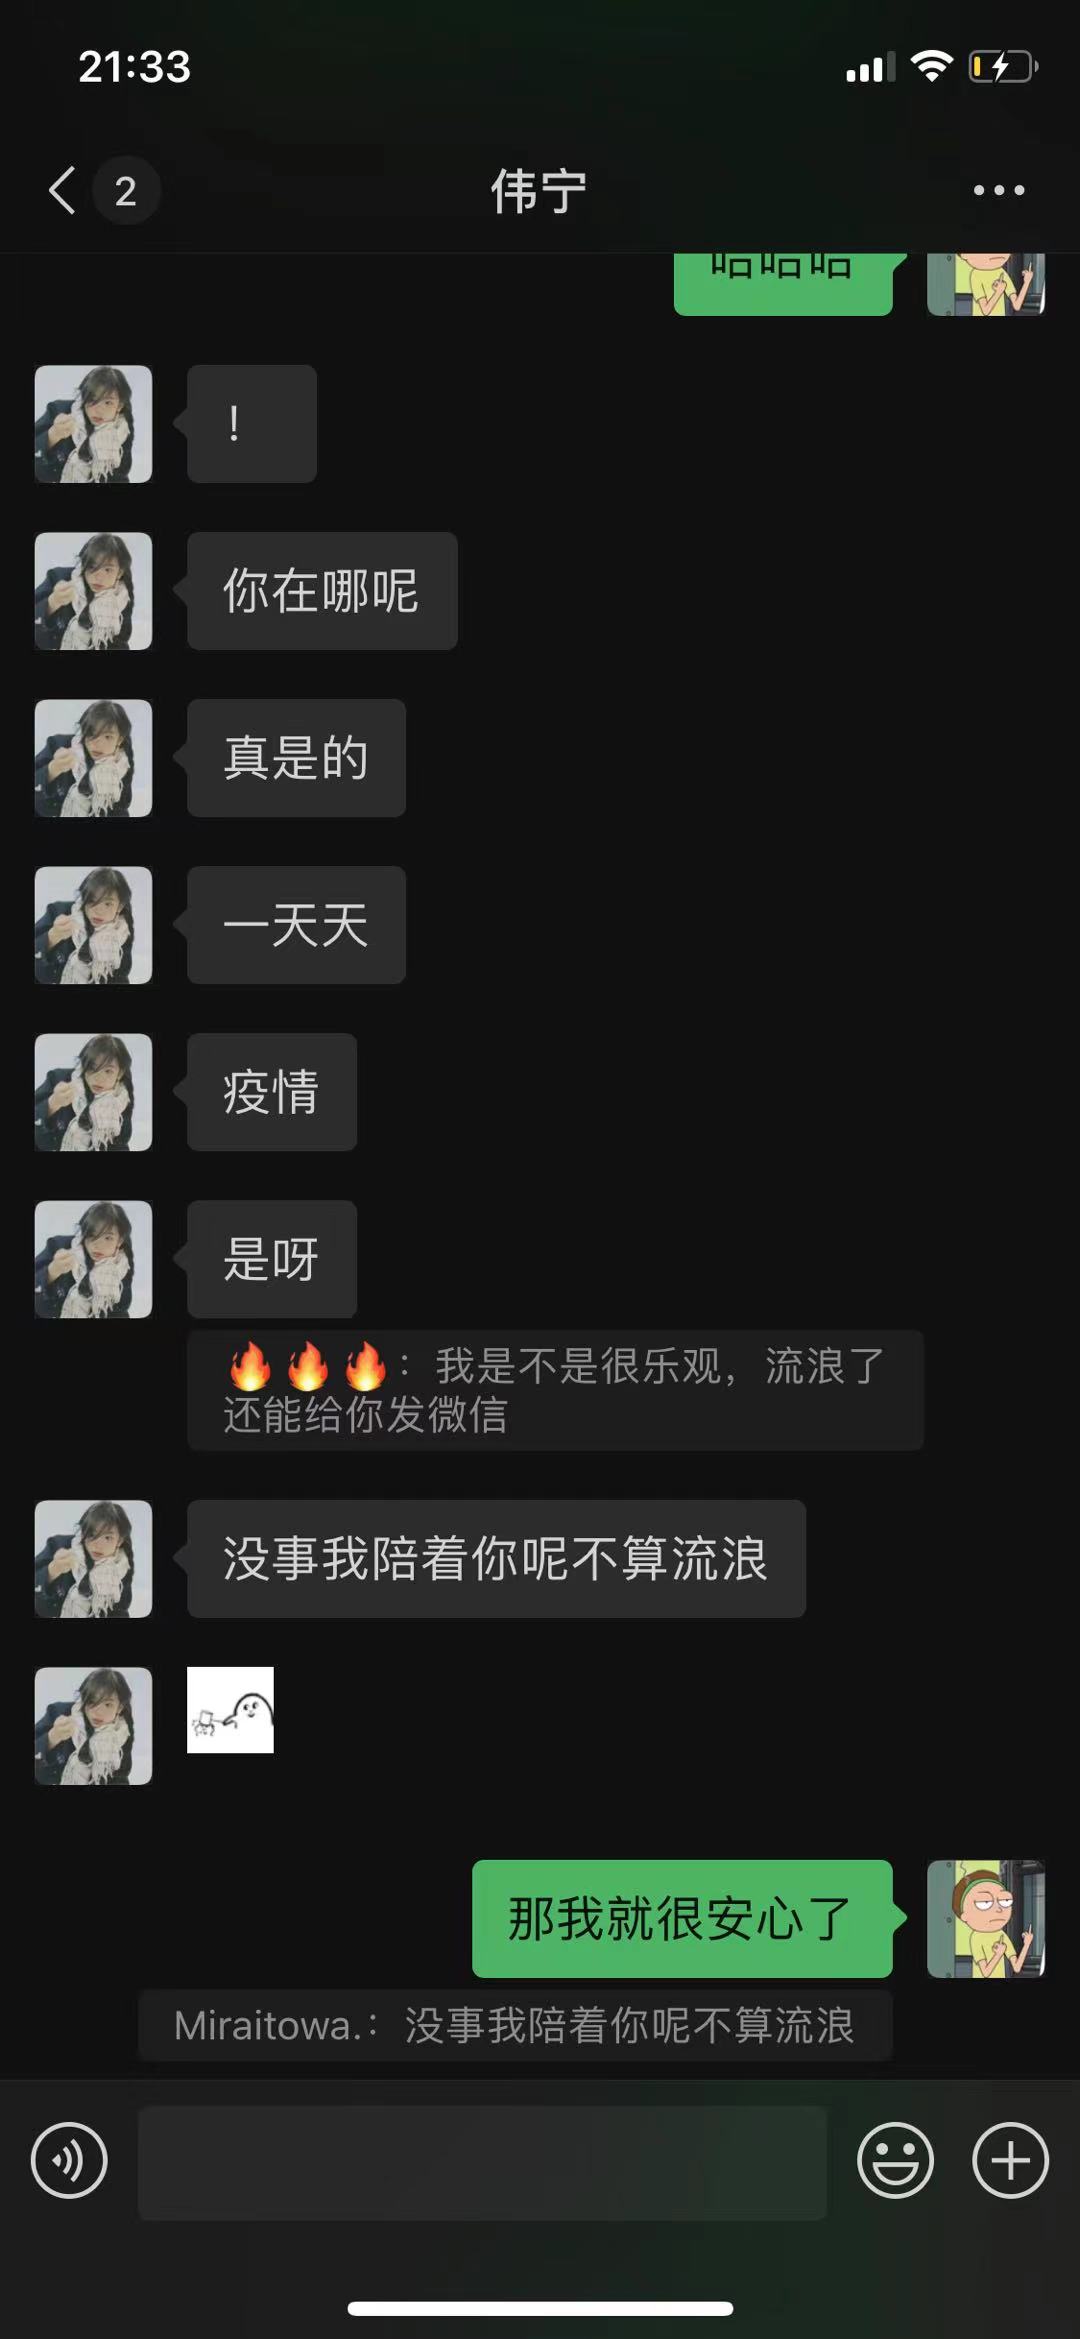 21:33
2
伟宁
哈哈哈
!
你在哪呢
真是的
一天天
疫情
是呀
🔥🔥🔥：我是不是很乐观，流浪了
还能给你发微信
没事我陪着你呢不算流浪
那我就很安心了
Miraitowa.：没事我陪着你呢不算流浪